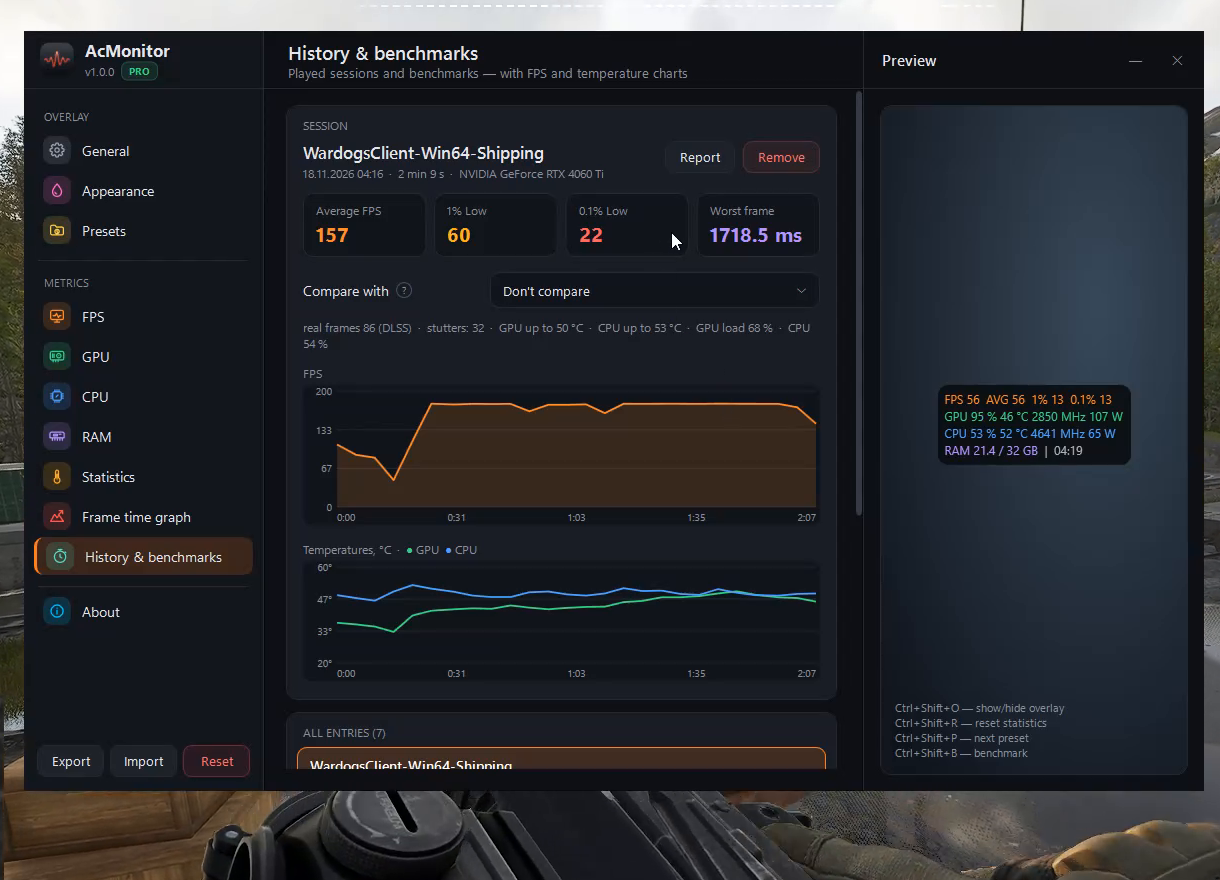 AcMonitor
v1.0.0 PRO
OVERLAY
General
Appearance
Presets
METRICS
FPS
GPU
CPU
RAM
Statistics
Frame time graph
History & benchmarks
About
Export Import Reset
History & benchmarks
Played sessions and benchmarks — with FPS and temperature charts
SESSION
WardogsClient-Win64-Shipping
18.11.2026 04:16 · 2 min 9 s · NVIDIA GeForce RTX 4060 Ti
Report Remove
Average FPS
157
1% Low
60
0.1% Low
22
Worst frame
1718.5 ms
Compare with ? Don't compare
real frames 86 (DLSS) · stutters: 32 · GPU up to 50 °C · CPU up to 53 °C · GPU load 68 % · CPU
54 %
FPS
200
133
67
0
0:00 0:31 1:03 1:35 2:07
Temperatures, °C · GPU CPU
60°
47°
33°
20°
0:00 0:31 1:03 1:35 2:07
ALL ENTRIES (7)
WardogsClient-Win64-Shipping
Preview
FPS 56 AVG 56 1% 13 0.1% 13
GPU 95 % 46 °C 2850 MHz 107 W
CPU 53 % 52 °C 4641 MHz 65 W
RAM 21.4 / 32 GB | 04:19
Ctrl+Shift+O — show/hide overlay
Ctrl+Shift+R — reset statistics
Ctrl+Shift+P — next preset
Ctrl+Shift+B — benchmark